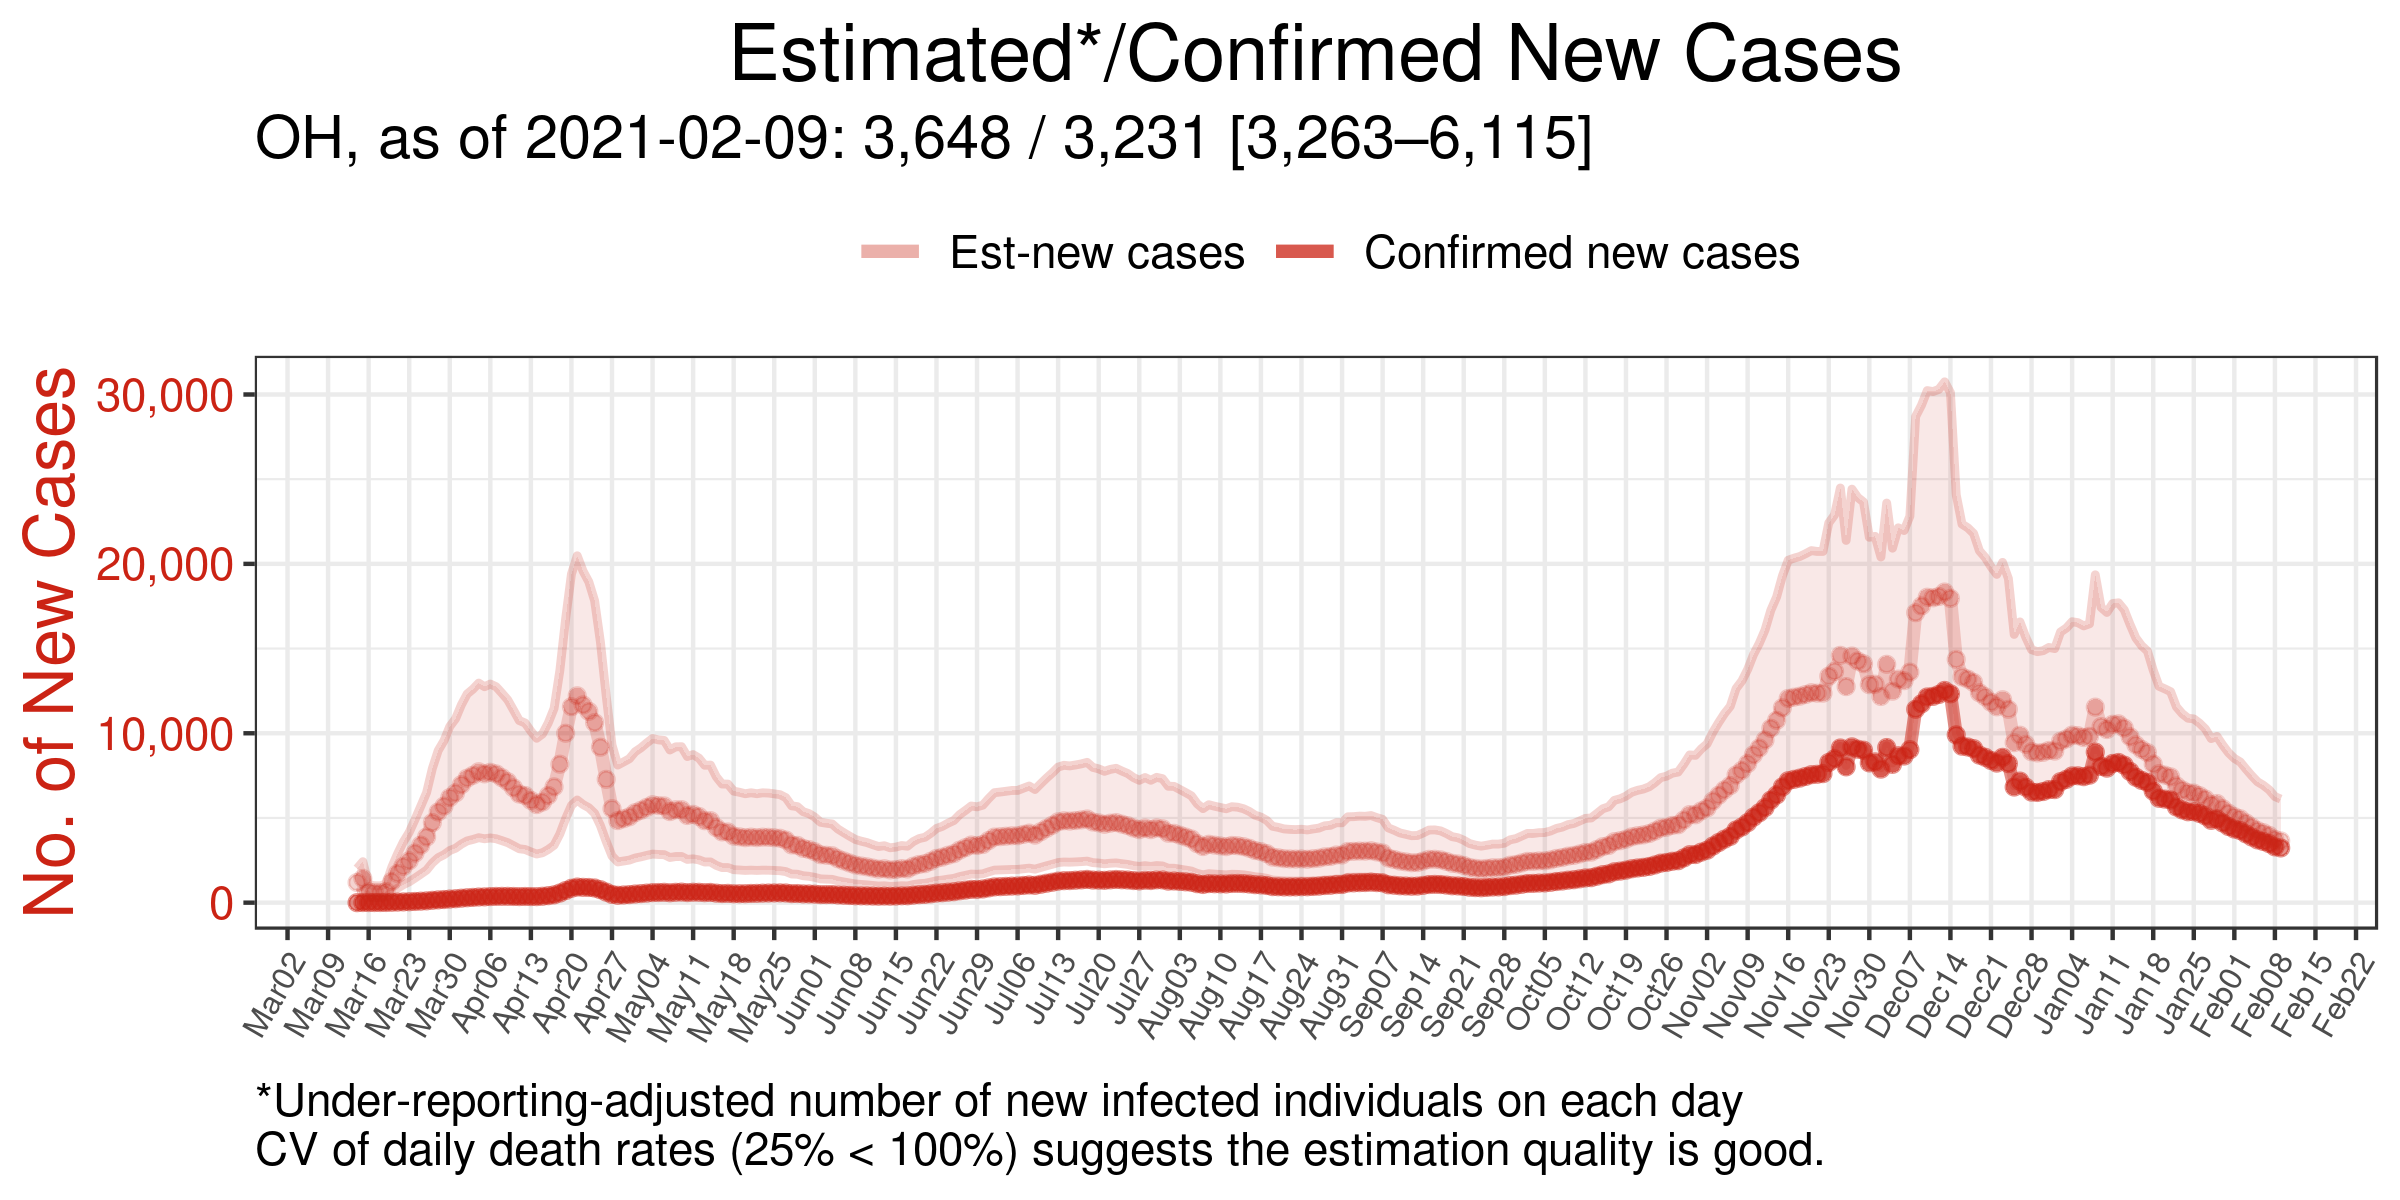 Estimated*/Confirmed New Cases
OH, as of 2021-02-09: 3,648 / 3,231 [3,263–6,115]
Est-new cases Confirmed new cases
No. of New Cases
30,000
20,000
10,000
0
Mar02 Mar09 Mar16 Mar23 Mar30 Apr06 Apr13 Apr20 Apr27 May04 May11 May18 May25 Jun01 Jun08 Jun15 Jun22 Jun29 Jul06 Jul13 Jul20 Jul27 Aug03 Aug10 Aug17 Aug24 Aug31 Sep07 Sep14 Sep21 Sep28 Oct05 Oct12 Oct19 Oct26 Nov02 Nov09 Nov16 Nov23 Nov30 Dec07 Dec14 Dec21 Dec28 Jan04 Jan11 Jan18 Jan25 Feb01 Feb08 Feb15 Feb22
*Under-reporting-adjusted number of new infected individuals on each day
CV of daily death rates (25% < 100%) suggests the estimation quality is good.